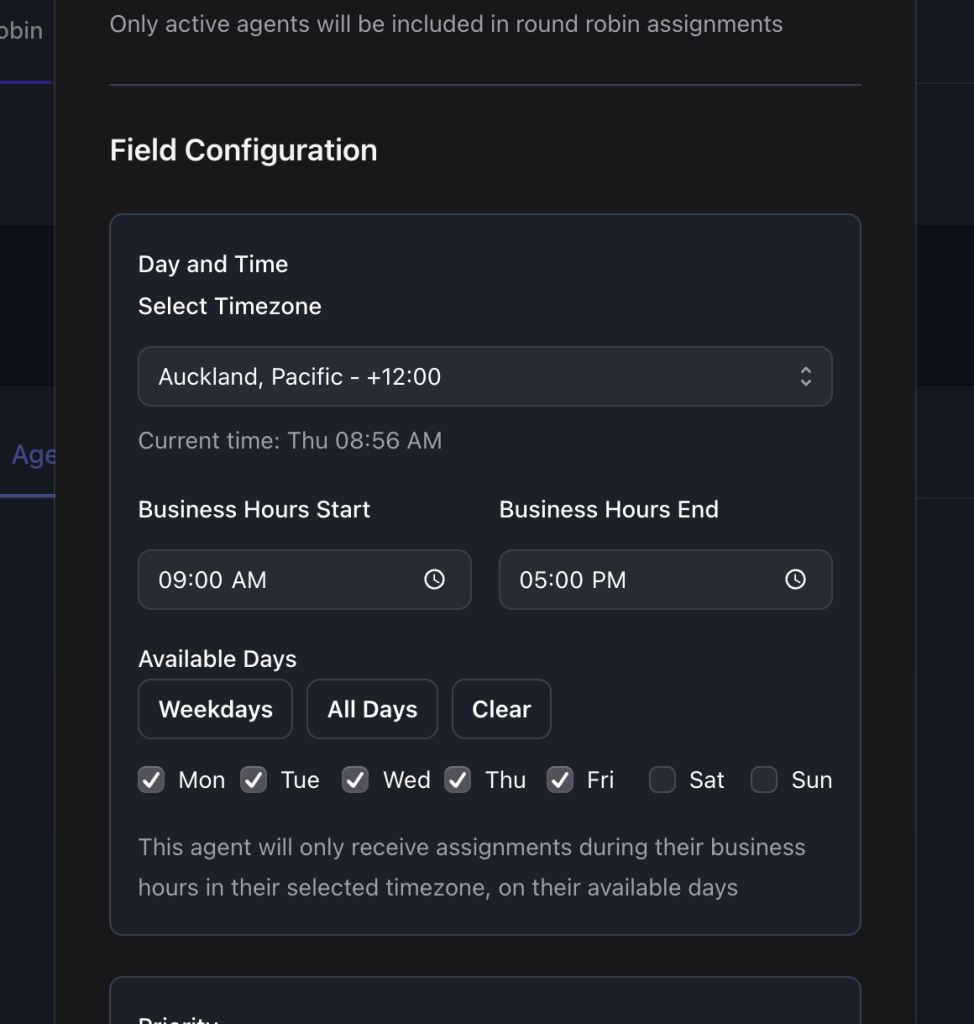 Only active agents will be included in round robin assignments
Field Configuration
Day and Time
Select Timezone
Auckland, Pacific - +12:00
Current time: Thu 08:56 AM
Business Hours Start
Business Hours End
09:00 AM
05:00 PM
Available Days
Weekdays All Days Clear
Mon Tue Wed Thu Fri Sat Sun
This agent will only receive assignments during their business
hours in their selected timezone, on their available days
Priority